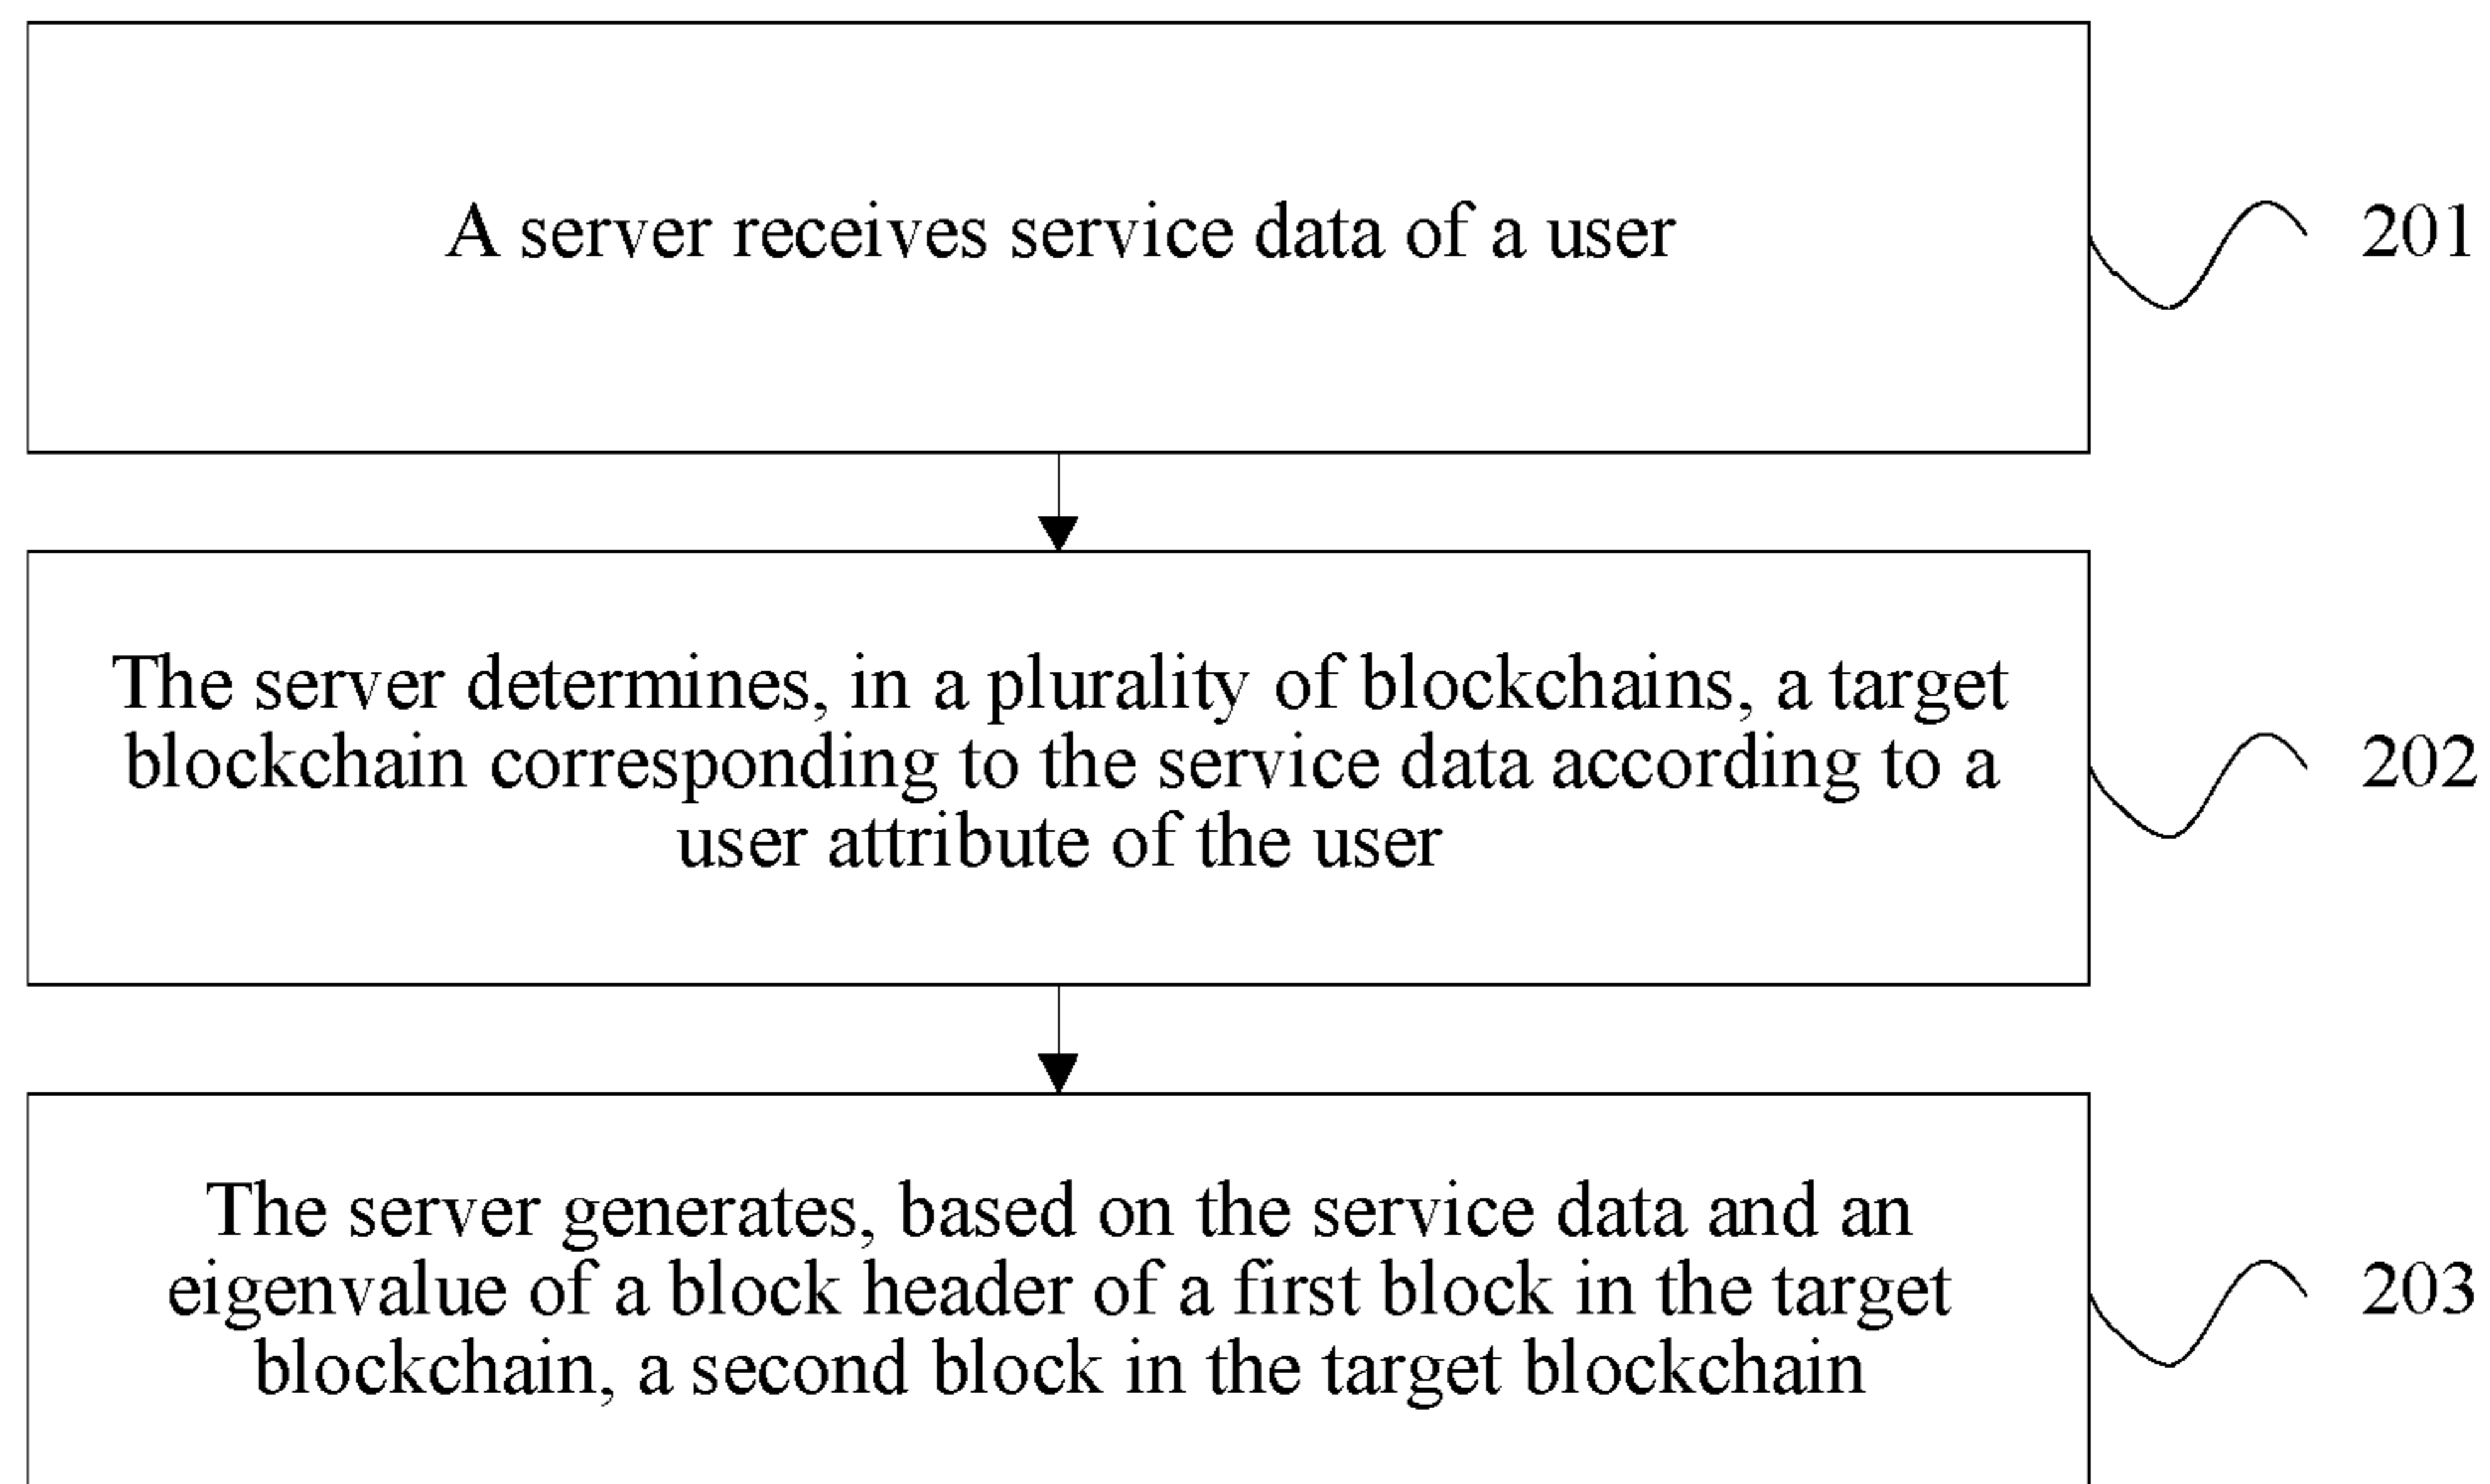 A server receives service data of a user
201
The server determines, in a plurality of blockchains, a target
blockchain corresponding to the service data according to a
user attribute of the user
202
The server generates, based on the service data and an
eigenvalue of a block header of a first block in the target
blockchain, a second block in the target blockchain
203